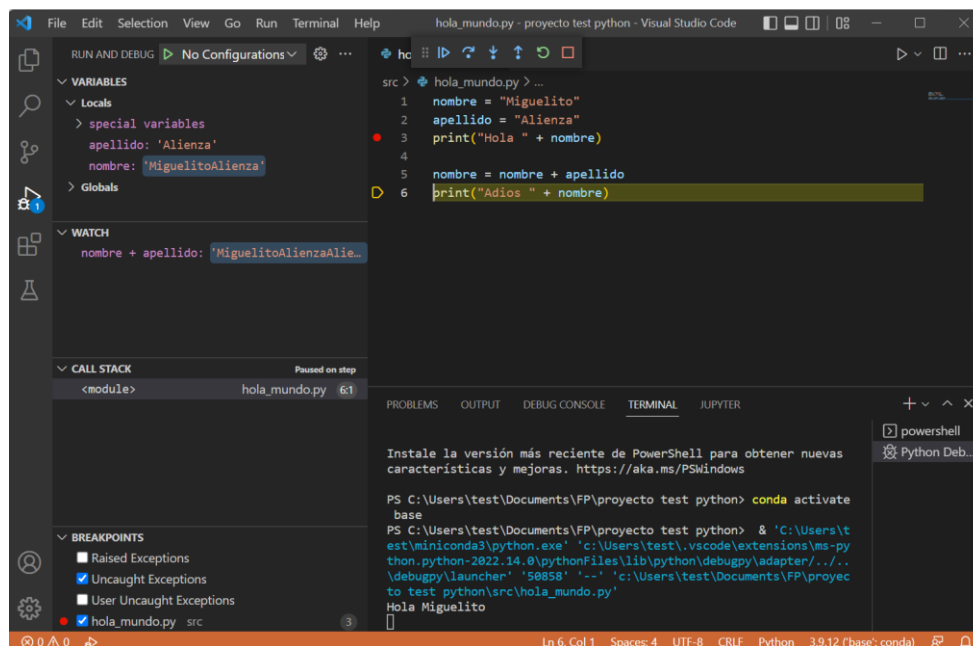 File Edit Selection View Go Run Terminal Help hola_mundo.py - proyecto test python - Visual Studio Code
RUN AND DEBUG No Configurations
VARIABLES
Locals
special variables
apellido: 'Alienza'
nombre: 'MiguelitoAlienza'
Globals
WATCH
nombre + apellido: 'MiguelitoAlienzaAlie…
CALL STACK Paused on step
<module> hola_mundo.py 6:1
BREAKPOINTS
Raised Exceptions
Uncaught Exceptions
User Uncaught Exceptions
hola_mundo.py src 3
1
ho
src > hola_mundo.py > ...
1 nombre = "Miguelito"
2 apellido = "Alienza"
3 print("Hola " + nombre)
4
5 nombre = nombre + apellido
6 print("Adios " + nombre)
PROBLEMS OUTPUT DEBUG CONSOLE TERMINAL JUPYTER
powershell
Python Deb…
Instale la versión más reciente de PowerShell para obtener nuevas
características y mejoras. https://aka.ms/PSWindows
PS C:\Users\test\Documents\FP\proyecto test python> conda activate
base
PS C:\Users\test\Documents\FP\proyecto test python> & 'C:\Users\t
est\miniconda3\python.exe' 'c:\Users\test\.vscode\extensions\ms-py
thon.python-2022.14.0\pythonFiles\lib\python\debugpy\adapter/../..
\debugpy\launcher' '50858' '--' 'c:\Users\test\Documents\FP\proyec
to test python\src\hola_mundo.py'
Hola Miguelito
0 0 Ln 6, Col 1 Spaces: 4 UTF-8 CRLF Python 3.9.12 ('base': conda)